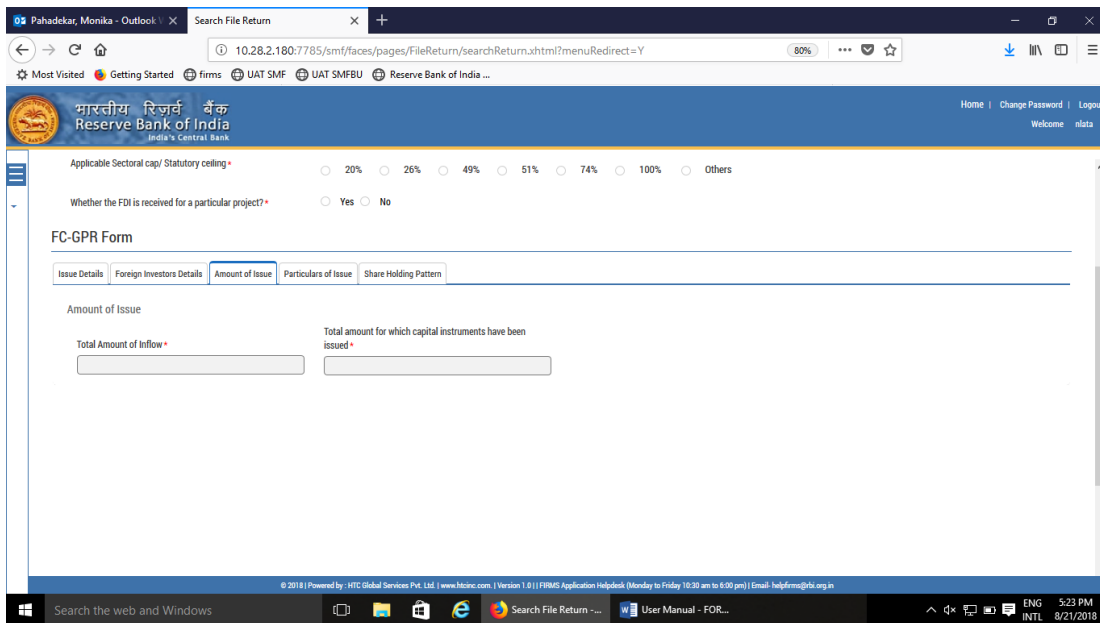 Pahadekar, Monika - Outlook
Search File Return
10.28.2.180:7785/smf/faces/pages/FileReturn/searchReturn.xhtml?menuRedirect=Y
80%
Most Visited Getting Started firms UAT SMF UAT SMFBU Reserve Bank of India ...
भारतीय रिज़र्व बैंक
Reserve Bank of India
India's Central Bank
Home | Change Password | Logou
Welcome nlata
Applicable Sectoral cap/ Statutory ceiling *
20% 26% 49% 51% 74% 100% Others
Whether the FDI is received for a particular project? *
Yes No
FC-GPR Form
Issue Details Foreign Investors Details Amount of Issue Particulars of Issue Share Holding Pattern
Amount of Issue
Total Amount of Inflow *
Total amount for which capital instruments have been
issued *
© 2018 | Powered by : HTC Global Services Pvt. Ltd. | www.htcinc.com. | Version 1.0 | | FIRMS Application Helpdesk (Monday to Friday 10:30 am to 6:00 pm) | Email- helpfirms@rbi.org.in
Search the web and Windows
Search File Return -...
User Manual - FOR...
ENG
INTL
5:23 PM
8/21/2018